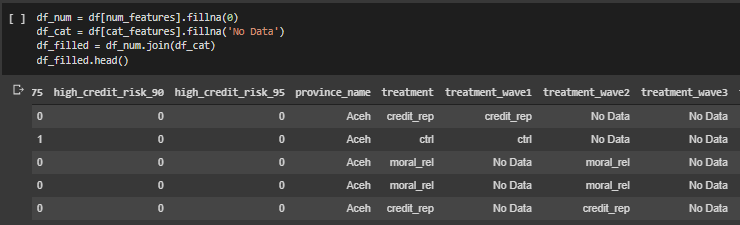 [ ] df_num = df[num_features].fillna(0)
df_cat = df[cat_features].fillna('No Data')
df_filled = df_num.join(df_cat)
df_filled.head()
75 high_credit_risk_90 high_credit_risk_95 province_name treatment treatment_wave1 treatment_wave2 treatment_wave3
0 0 0 Aceh credit_rep credit_rep No Data No Data
1 0 0 Aceh ctrl ctrl No Data No Data
0 0 0 Aceh moral_rel No Data moral_rel No Data
0 0 0 Aceh moral_rel No Data moral_rel No Data
0 0 0 Aceh credit_rep No Data credit_rep No Data